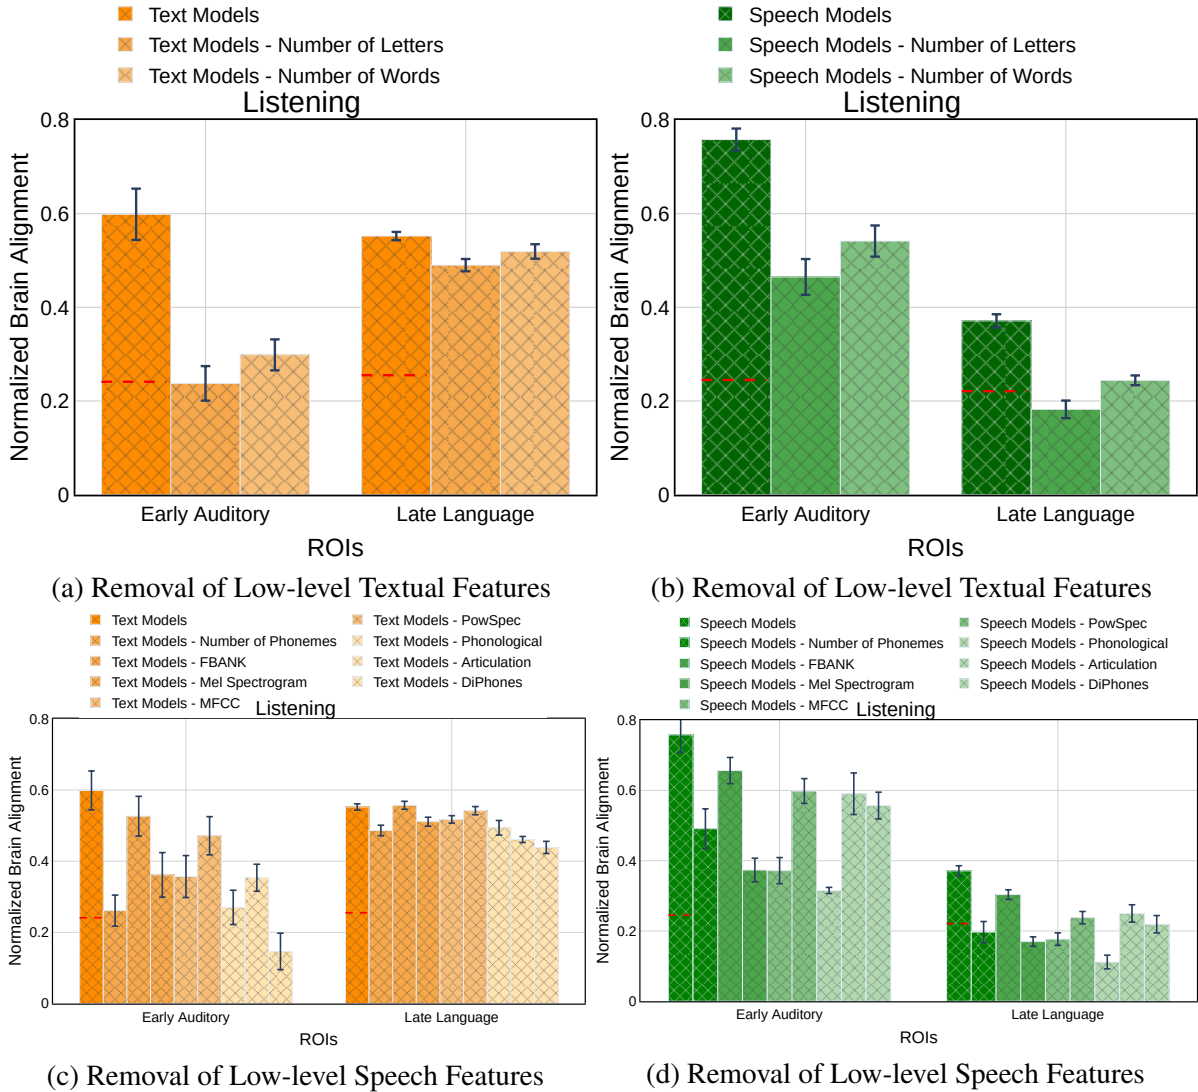 Text Models
Text Models - Number of Letters
Text Models - Number of Words
Listening
Normalized Brain Alignment
0.8
0.6
0.4
0.2
0
Early Auditory
Late Language
ROIs
(a) Removal of Low-level Textual Features
Speech Models
Speech Models - Number of Letters
Speech Models - Number of Words
Listening
Normalized Brain Alignment
0.8
0.6
0.4
0.2
0
Early Auditory
Late Language
ROIs
(b) Removal of Low-level Textual Features
Text Models
Text Models - Number of Phonemes
Text Models - FBANK
Text Models - Mel Spectrogram
Text Models - MFCC
Text Models - PowSpec
Text Models - Phonological
Text Models - Articulation
Text Models - DiPhones
Listening
Normalized Brain Alignment
0.8
0.6
0.4
0.2
0
Early Auditory
Late Language
ROIs
(c) Removal of Low-level Speech Features
Speech Models
Speech Models - Number of Phonemes
Speech Models - FBANK
Speech Models - Mel Spectrogram
Speech Models - MFCC
Speech Models - PowSpec
Speech Models - Phonological
Speech Models - Articulation
Speech Models - DiPhones
Listening
Normalized Brain Alignment
0.8
0.6
0.4
0.2
0
Early Auditory
Late Language
ROIs
(d) Removal of Low-level Speech Features